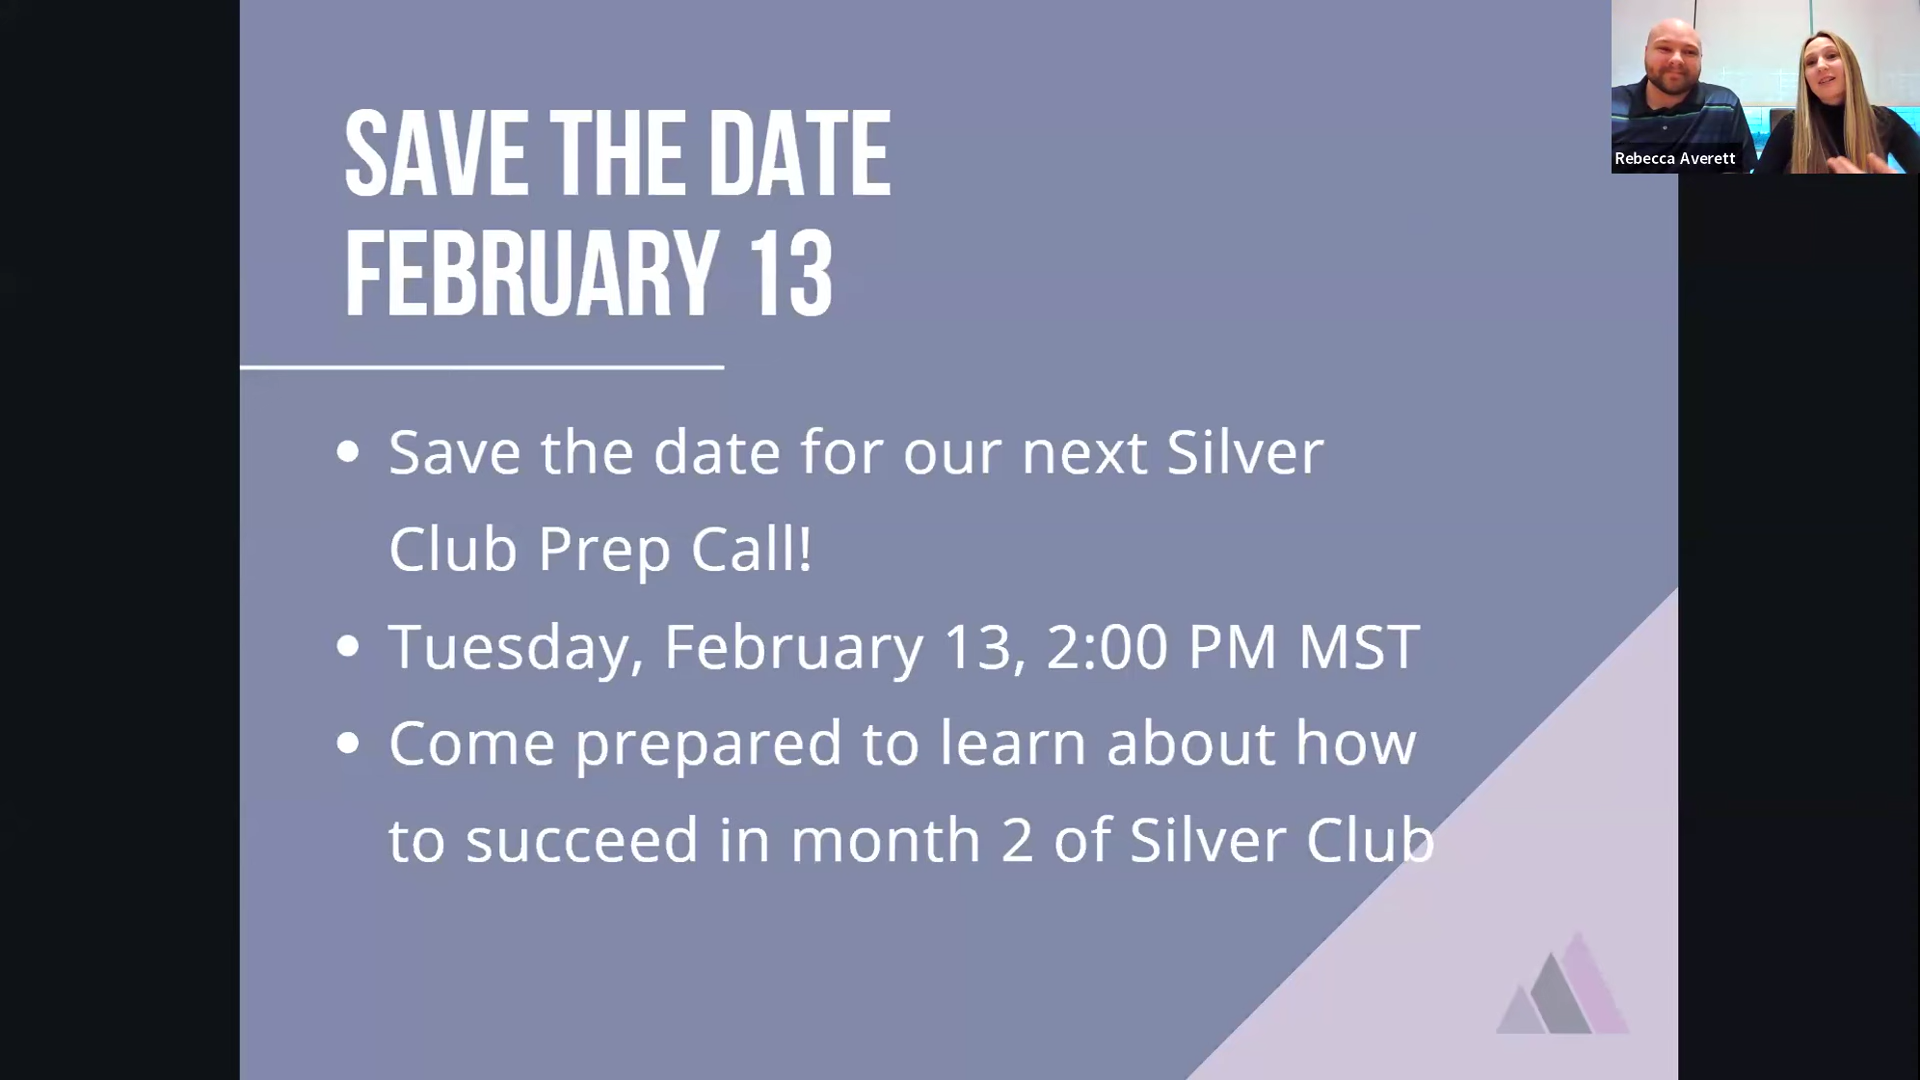 SAVE THE DATE
FEBRUARY 13
Rebecca Averett
• Save the date for our next Silver
Club Prep Call!
• Tuesday, February 13, 2:00 PM MST
• Come prepared to learn about how
to succeed in month 2 of Silver Club